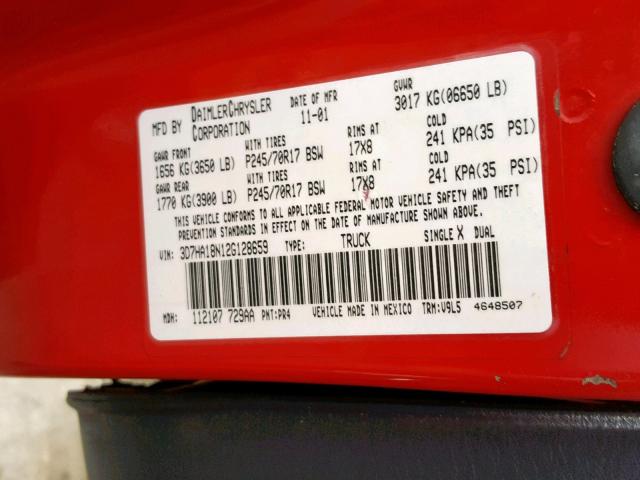 MFD BY DAIMLERCHRYSLER CORPORATION DATE OF MFR 11-01 GVWR 3017 KG(06650 LB)
GAWR FRONT WITH TIRES RIMS AT COLD
1656 KG(3650 LB) P245/70R17 BSW 17X8 241 KPA(35 PSI)
GAWR REAR WITH TIRES RIMS AT COLD
1770 KG(3900 LB) P245/70R17 BSW 17X8 241 KPA(35 PSI)
THIS VEHICLE CONFORMS TO ALL APPLICABLE FEDERAL MOTOR VEHICLE SAFETY AND THEFT
PREVENTION STANDARDS IN EFFECT ON THE DATE OF MANUFACTURE SHOWN ABOVE.
VIN: 3D7HA18N12G128659 TYPE: TRUCK SINGLE X DUAL
MDH: 112107 729AA PNT:PR4 VEHICLE MADE IN MEXICO TRM:V9L5 4648507